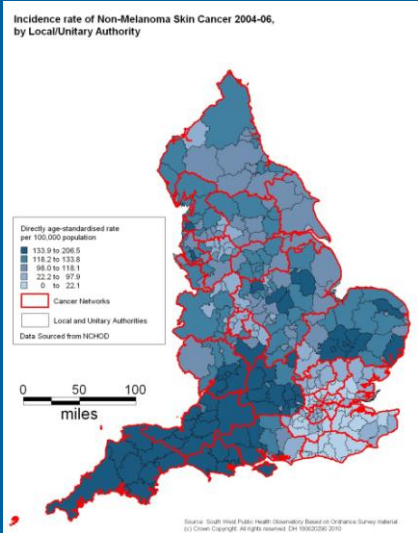 Incidence rate of Non-Melanoma Skin Cancer 2004-06,
by Local/Unitary Authority
Directly age-standardised rate
per 100,000 population
133.9 to 206.5
118.2 to 133.8
98.0 to 118.1
22.2 to 97.9
0 to 22.1
Cancer Networks
Local and Unitary Authorities
Data Sourced from NCHOD
0 50 100
miles
Source: South West Public Health Observatory Based on Ordnance Survey material
(c) Crown Copyright. All rights reserved. DH 100020290 2010